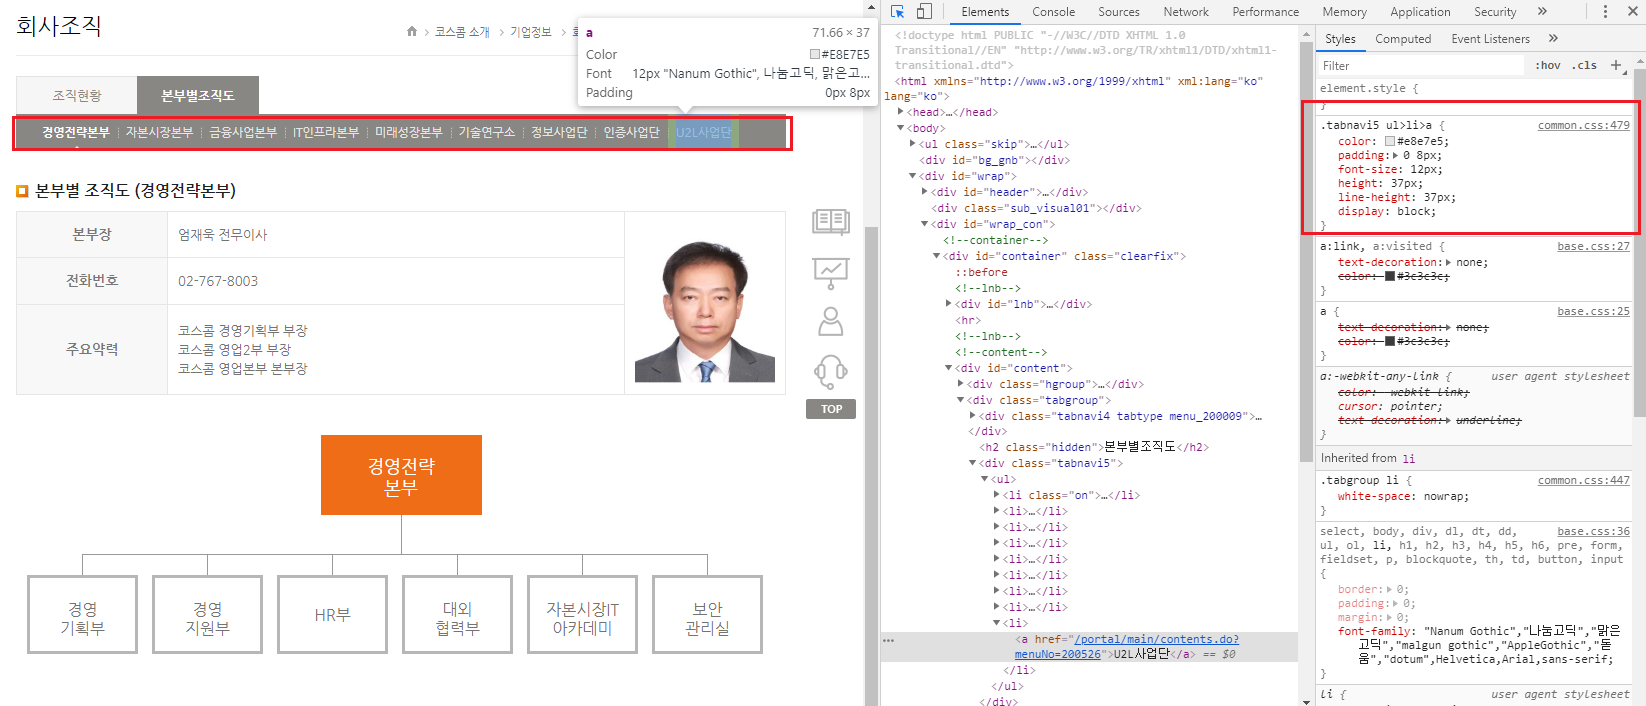 회사조직
코스콤 소개
기업정보
a 71.66 × 37
Color #E8E7E5
Font 12px "Nanum Gothic", 나눔고딕, 맑은고...
Padding 0px 8px
조직현황
본부별조직도
경영전략본부 자본시장본부 금융사업본부 IT인프라본부 미래성장본부 기술연구소 정보사업단 인증사업단 U2L사업단
본부별 조직도 (경영전략본부)
본부장 엄재욱 전무이사
전화번호 02-767-8003
주요약력
코스콤 경영기획부 부장
코스콤 영업2부 부장
코스콤 영업본부 본부장
TOP
경영전략
본부
경영
기획부
경영
지원부
HR부
대외
협력부
자본시장IT
아카데미
보안
관리실
Elements Console Sources Network Performance Memory Application Security »
<!doctype html PUBLIC "-//W3C//DTD XHTML 1.0
Transitional//EN" "http://www.w3.org/TR/xhtml1/DTD/xhtml1-
transitional.dtd">
<html xmlns="http://www.w3.org/1999/xhtml" xml:lang="ko"
lang="ko">
<head>…</head>
<body>
<ul class="skip">…</ul>
<div id="bg_gnb"></div>
<div id="wrap">
<div id="header">…</div>
<div class="sub_visual01"></div>
<div id="wrap_con">
<!--container-->
<div id="container" class="clearfix">
::before
<!--lnb-->
<div id="lnb">…</div>
<hr>
<!--lnb-->
<!--content-->
<div id="content">
<div class="hgroup">…</div>
<div class="tabgroup">
<div class="tabnavi4 tabtype menu_200009">…
</div>
<h2 class="hidden">본부별조직도</h2>
<div class="tabnavi5">
<ul>
<li class="on">…</li>
<li>…</li>
<li>…</li>
<li>…</li>
<li>…</li>
<li>…</li>
<li>…</li>
<li>…</li>
<li>
<a href="/portal/main/contents.do?
menuNo=200526">U2L사업단</a> == $0
</li>
</ul>
</div>
Styles Computed Event Listeners »
Filter :hov .cls +
element.style {
}
.tabnavi5 ul>li>a { common.css:479
color: #e8e7e5;
padding: 0 8px;
font-size: 12px;
height: 37px;
line-height: 37px;
display: block;
}
a:link, a:visited { base.css:27
text-decoration: none;
color: #3c3c3c;
}
a { base.css:25
text-decoration: none;
color: #3c3c3c;
}
a:-webkit-any-link { user agent stylesheet
color: -webkit-link;
cursor: pointer;
text-decoration: underline;
}
Inherited from li
.tabgroup li { common.css:447
white-space: nowrap;
}
select, body, div, dl, dt, dd, base.css:36
ul, ol, li, h1, h2, h3, h4, h5, h6, pre, form,
fieldset, p, blockquote, th, td, button, input
{
border: 0;
padding: 0;
margin: 0;
font-family: "Nanum Gothic","나눔고딕","맑은
고딕","malgun gothic","AppleGothic","돋
움","dotum",Helvetica,Arial,sans-serif;
}
li { user agent stylesheet